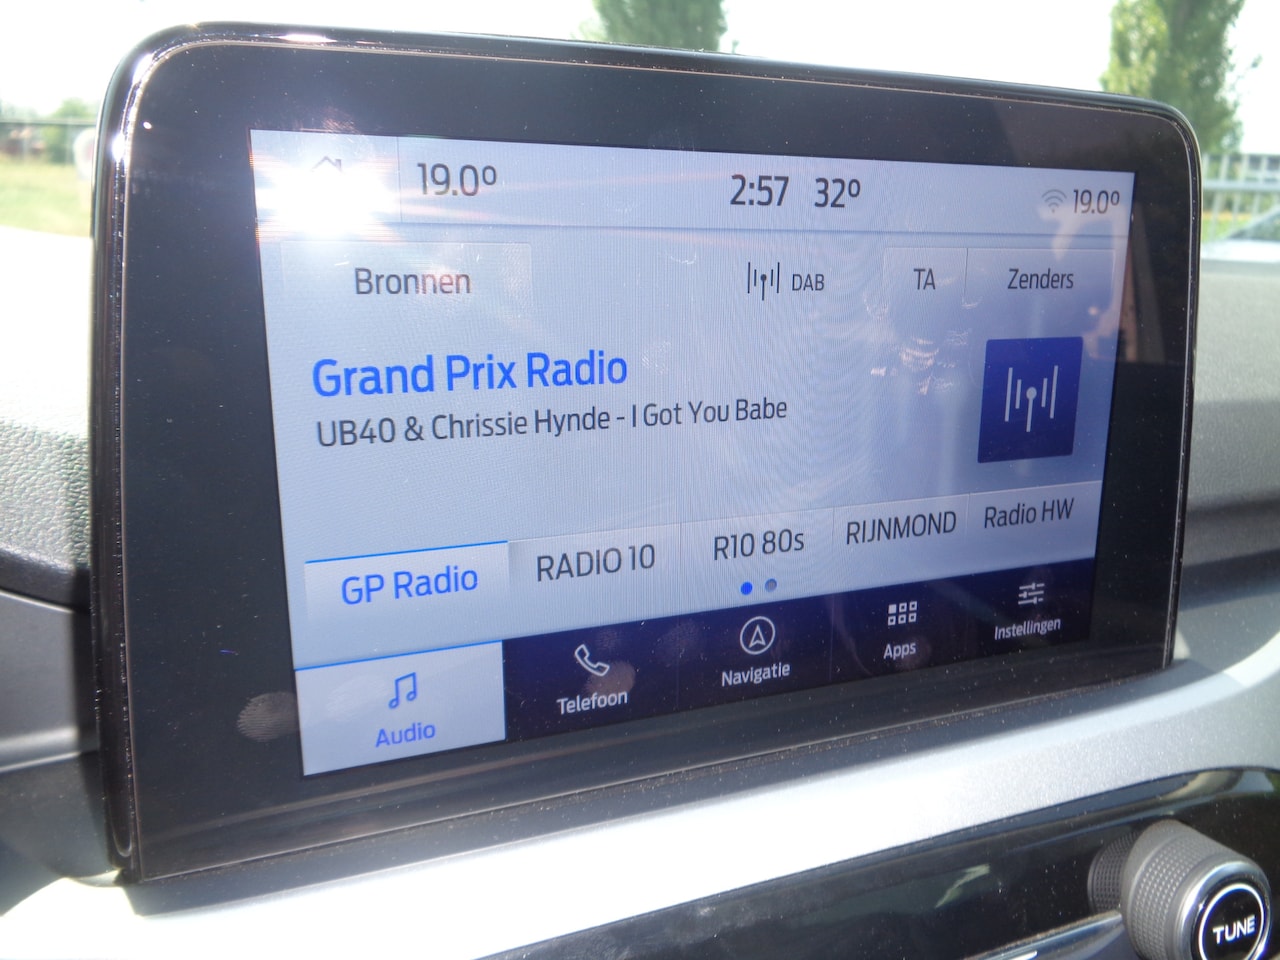 19.0° 2:57 32° 19.0°
Bronnen DAB TA Zenders
Grand Prix Radio
UB40 & Chrissie Hynde - I Got You Babe
GP Radio RADIO 10 R10 80s RIJNMOND Radio HW
Audio Telefoon Navigatie Apps Instellingen
TUNE